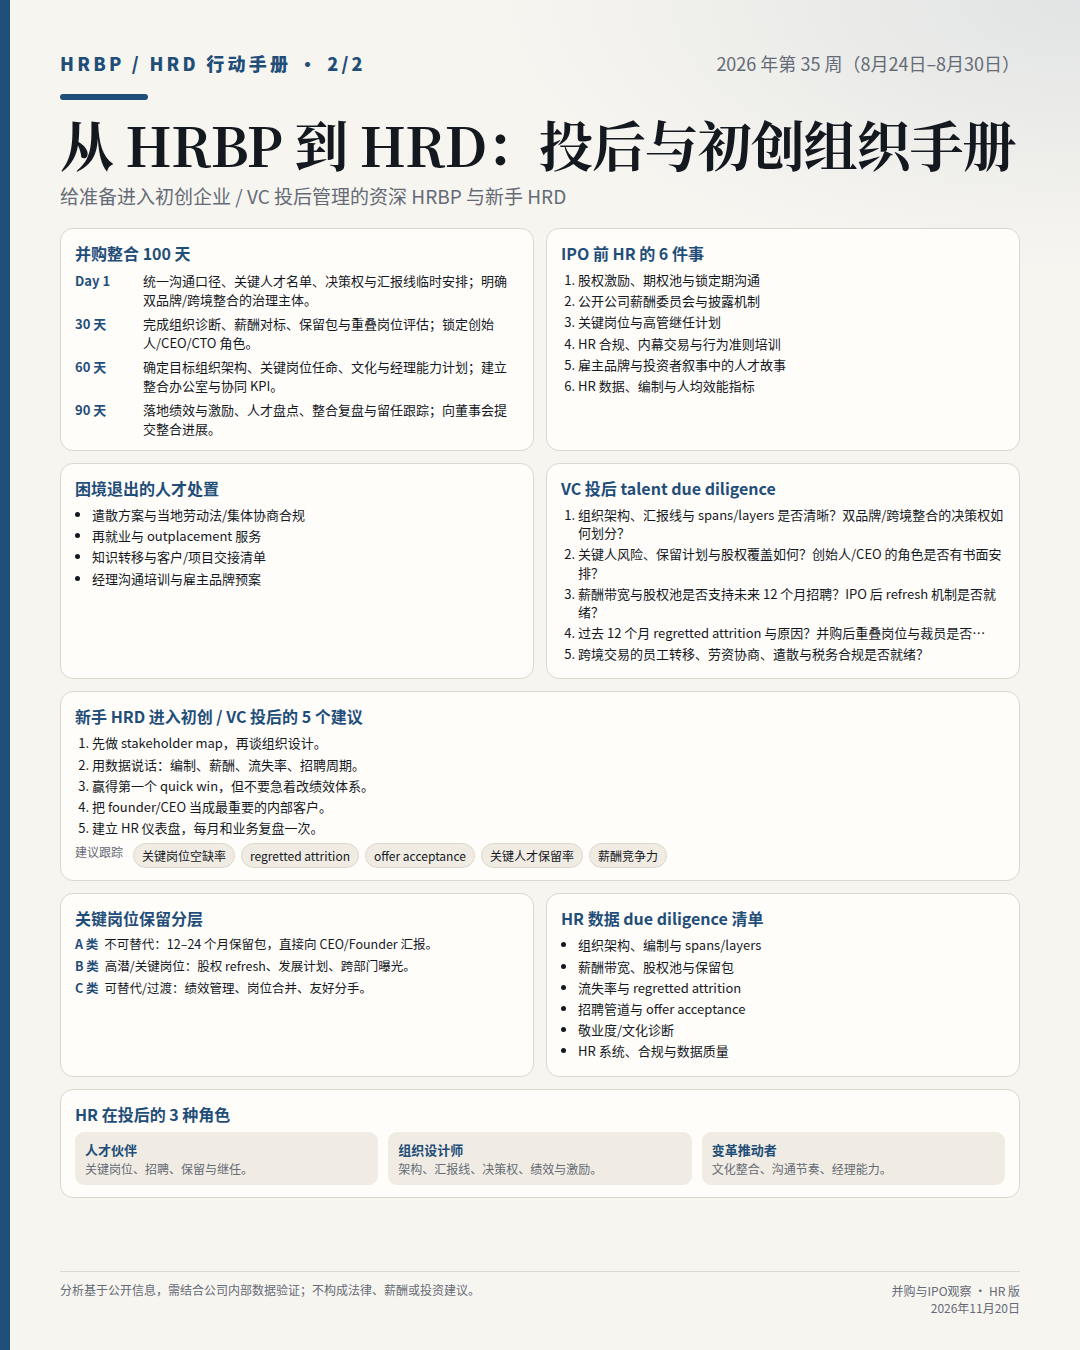 HRBP / HRD 行动手册 · 2/2
2026 年第 35 周（8月24日–8月30日）
从 HRBP 到 HRD：投后与初创组织手册
给准备进入初创企业 / VC 投后管理的资深 HRBP 与新手 HRD
并购整合 100 天
Day 1 统一沟通口径、关键人才名单、决策权与汇报线临时安排；明确
双品牌/跨境整合的治理主体。
30 天 完成组织诊断、薪酬对标、保留包与重叠岗位评估；锁定创始
人/CEO/CTO 角色。
60 天 确定目标组织架构、关键岗位任命、文化与经理能力计划；建立
整合办公室与协同 KPI。
90 天 落地绩效与激励、人才盘点、整合复盘与留任跟踪；向董事会提
交整合进展。
IPO 前 HR 的 6 件事
1. 股权激励、期权池与锁定期沟通
2. 公开公司薪酬委员会与披露机制
3. 关键岗位与高管继任计划
4. HR 合规、内幕交易与行为准则培训
5. 雇主品牌与投资者叙事中的人才故事
6. HR 数据、编制与人均效能指标
困境退出的人才处置
• 遣散方案与当地劳动法/集体协商合规
• 再就业与 outplacement 服务
• 知识转移与客户/项目交接清单
• 经理沟通培训与雇主品牌预案
VC 投后 talent due diligence
1. 组织架构、汇报线与 spans/layers 是否清晰？双品牌/跨境整合的决策权如
何划分？
2. 关键人风险、保留计划与股权覆盖如何？创始人/CEO 的角色是否有书面安
排？
3. 薪酬带宽与股权池是否支持未来 12 个月招聘？IPO 后 refresh 机制是否就
绪？
4. 过去 12 个月 regretted attrition 与原因？并购后重叠岗位与裁员是否…
5. 跨境交易的员工转移、劳资协商、遣散与税务合规是否就绪？
新手 HRD 进入初创 / VC 投后的 5 个建议
1. 先做 stakeholder map，再谈组织设计。
2. 用数据说话：编制、薪酬、流失率、招聘周期。
3. 赢得第一个 quick win，但不要急着改绩效体系。
4. 把 founder/CEO 当成最重要的内部客户。
5. 建立 HR 仪表盘，每月和业务复盘一次。
建议跟踪 关键岗位空缺率 regretted attrition offer acceptance 关键人才保留率 薪酬竞争力
关键岗位保留分层
A 类 不可替代：12–24 个月保留包，直接向 CEO/Founder 汇报。
B 类 高潜/关键岗位：股权 refresh、发展计划、跨部门曝光。
C 类 可替代/过渡：绩效管理、岗位合并、友好分手。
HR 数据 due diligence 清单
• 组织架构、编制与 spans/layers
• 薪酬带宽、股权池与保留包
• 流失率与 regretted attrition
• 招聘管道与 offer acceptance
• 敬业度/文化诊断
• HR 系统、合规与数据质量
HR 在投后的 3 种角色
人才伙伴
关键岗位、招聘、保留与继任。
组织设计师
架构、汇报线、决策权、绩效与激励。
变革推动者
文化整合、沟通节奏、经理能力。
分析基于公开信息，需结合公司内部数据验证；不构成法律、薪酬或投资建议。
并购与IPO观察 · HR 版
2026年11月20日